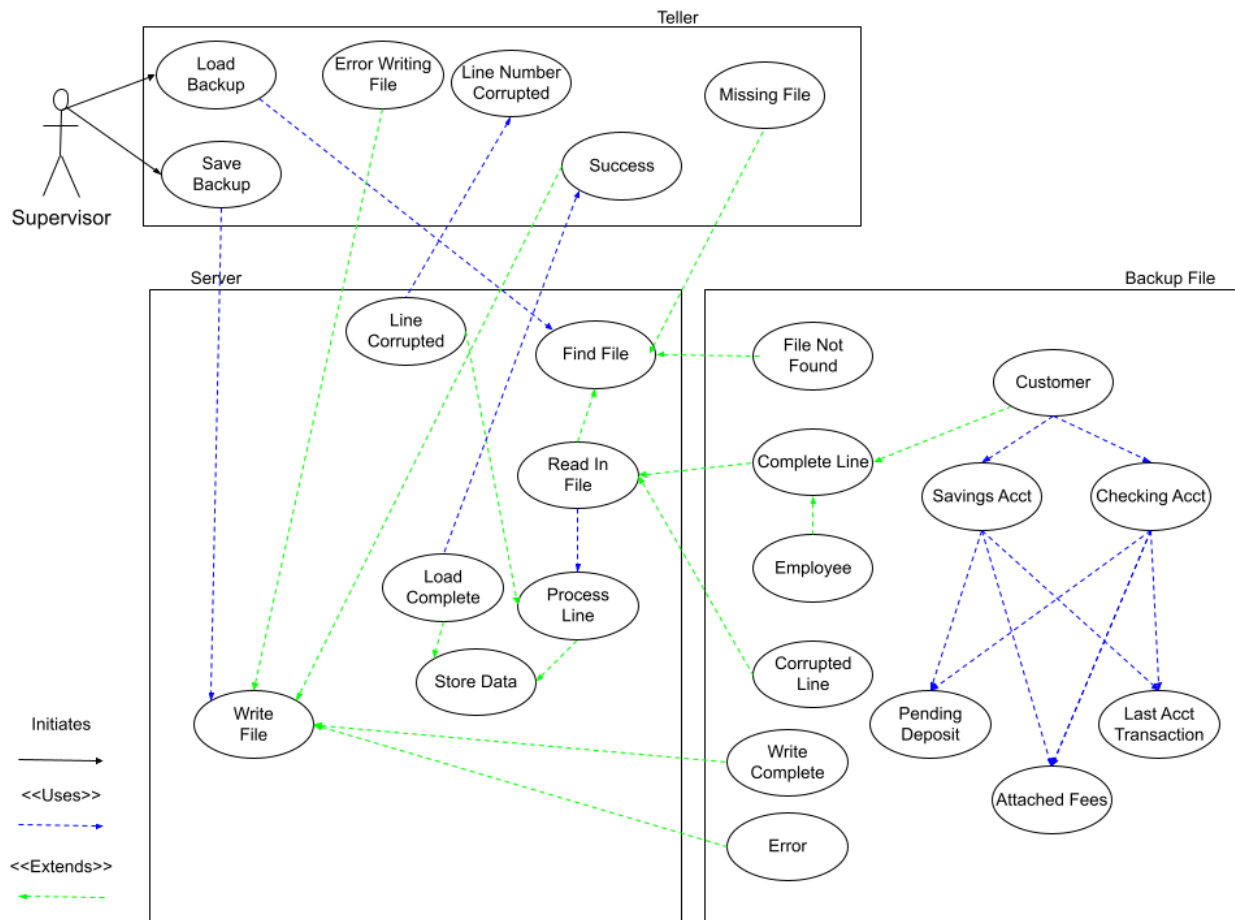 Teller
Load
Backup
Error Writing
File
Line Number
Corrupted
Missing File
Save
Backup
Success
Supervisor
Server
Backup File
Line
Corrupted
Find File
File Not
Found
Customer
Read In
File
Complete Line
Savings Acct
Checking Acct
Load
Complete
Process
Line
Employee
Store Data
Corrupted
Line
Write
File
Pending
Deposit
Last Acct
Transaction
Write
Complete
Attached Fees
Error
Initiates
<<Uses>>
<<Extends>>